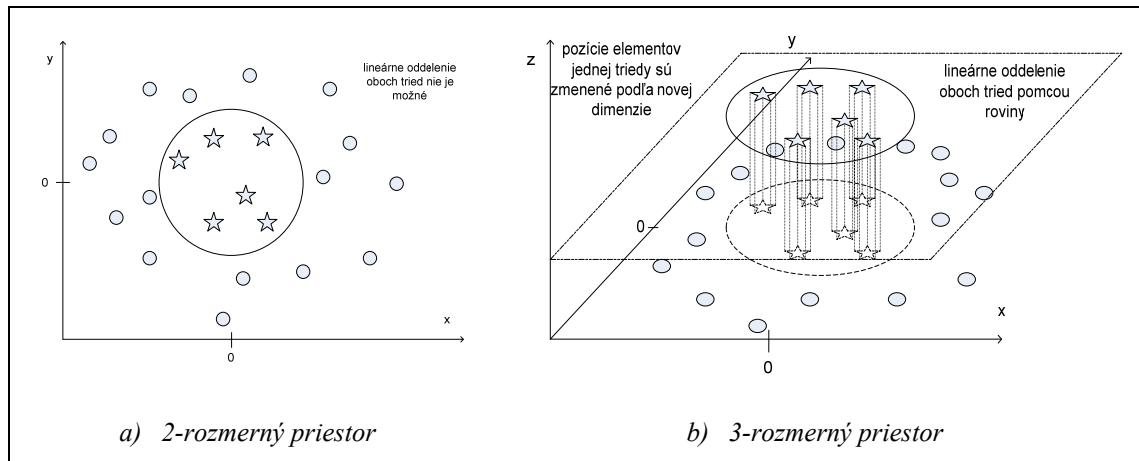 y
lineárne oddelenie
oboch tried nie je
možné
0
x
0
a) 2-rozmerný priestor
pozície elementov
jednej triedy sú
zmenené podľa novej
dimenzie
z
y
lineárne oddelenie
oboch tried pomcou
roviny
0
x
0
b) 3-rozmerný priestor